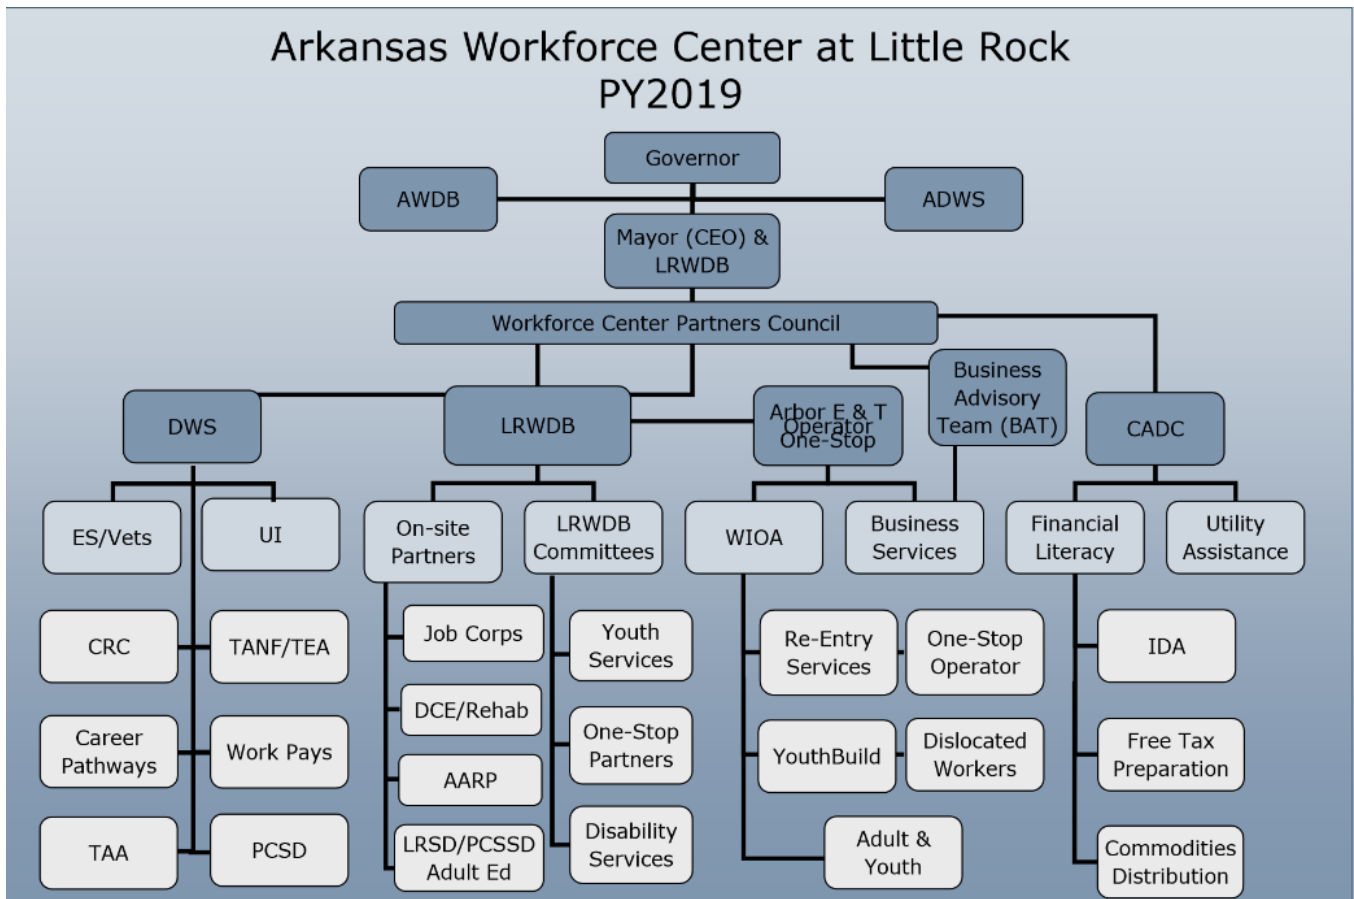 Arkansas Workforce Center at Little Rock
PY2019
Governor
AWDB
ADWS
Mayor (CEO) &
LRWDB
Workforce Center Partners Council
Business
Advisory
Team (BAT)
DWS
LRWDB
Arbor E & T
Operator
One-Stop
CADC
ES/Vets
UI
On-site
Partners
LRWDB
Committees
WIOA
Business
Services
Financial
Literacy
Utility
Assistance
CRC
TANF/TEA
Job Corps
Youth
Services
Re-Entry
Services
One-Stop
Operator
IDA
Career
Pathways
Work Pays
DCE/Rehab
One-Stop
Partners
YouthBuild
Dislocated
Workers
Free Tax
Preparation
AARP
TAA
PCSD
LRSD/PCSSD
Adult Ed
Disability
Services
Adult &
Youth
Commodities
Distribution